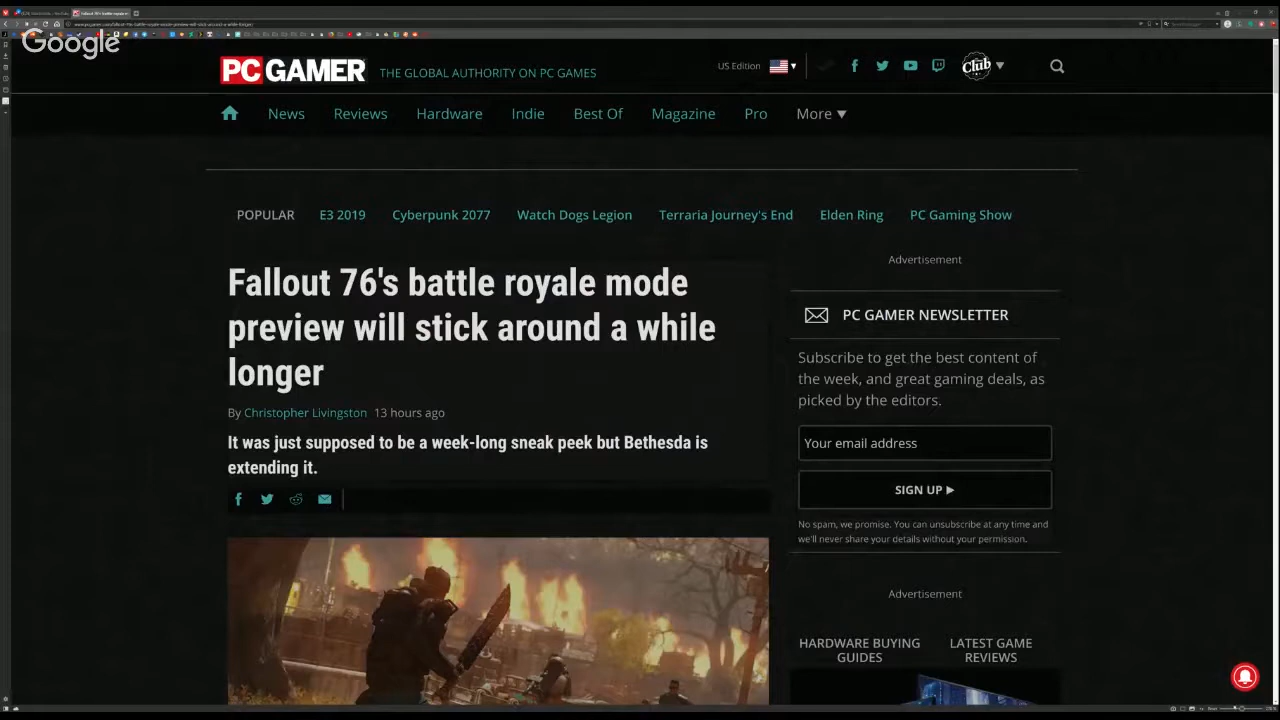 Google
PC GAMER THE GLOBAL AUTHORITY ON PC GAMES
US Edition
Club
News Reviews Hardware Indie Best Of Magazine Pro More
POPULAR E3 2019 Cyberpunk 2077 Watch Dogs Legion Terraria Journey's End Elden Ring PC Gaming Show
Fallout 76's battle royale mode
preview will stick around a while
longer
By Christopher Livingston 13 hours ago
It was just supposed to be a week-long sneak peek but Bethesda is
extending it.
Advertisement
PC GAMER NEWSLETTER
Subscribe to get the best content of
the week, and great gaming deals, as
picked by the editors.
Your email address
SIGN UP
No spam, we promise. You can unsubscribe at any time and
we'll never share your details without your permission.
Advertisement
HARDWARE BUYING
GUIDES
LATEST GAME
REVIEWS